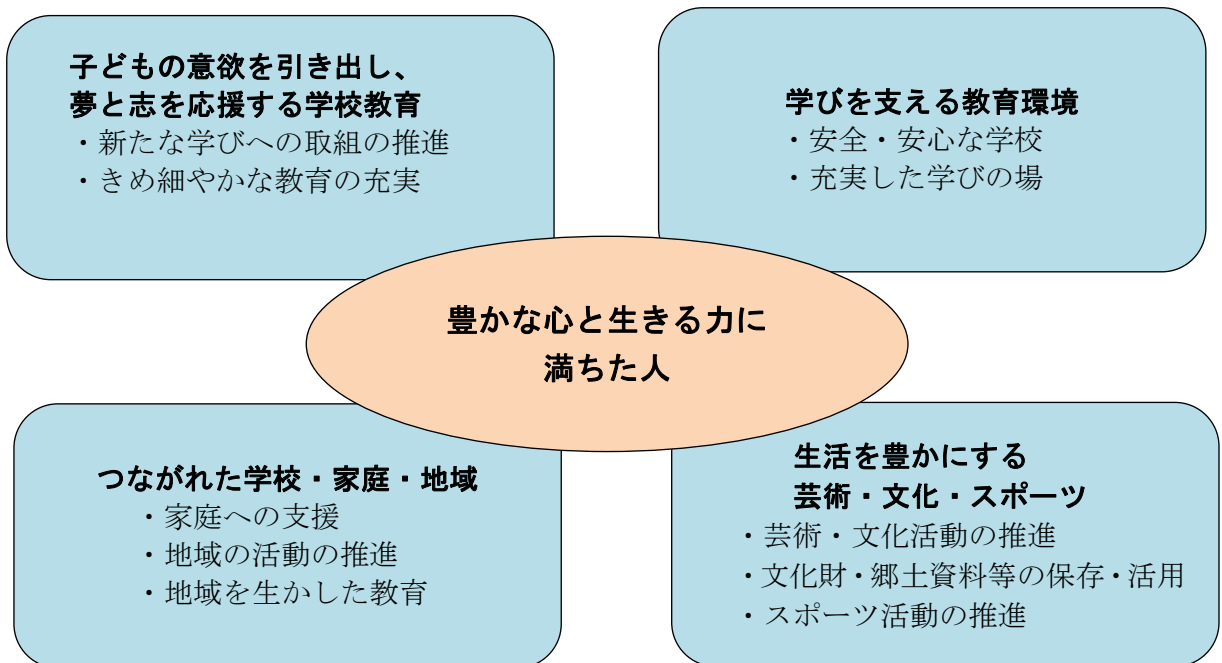 子どもの意欲を引き出し、
夢と志を応援する学校教育
・新たな学びへの取組の推進
・きめ細やかな教育の充実
学びを支える教育環境
・安全・安心な学校
・充実した学びの場
豊かな心と生きる力に
満ちた人
つながれた学校・家庭・地域
・家庭への支援
・地域の活動の推進
・地域を生かした教育
生活を豊かにする
芸術・文化・スポーツ
・芸術・文化活動の推進
・文化財・郷土資料等の保存・活用
・スポーツ活動の推進